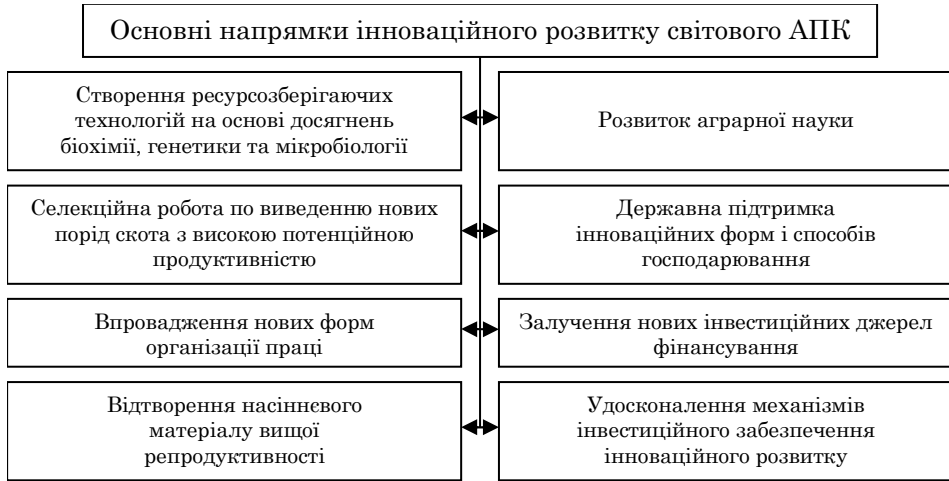 Основні напрямки інноваційного розвитку світового АПК
Створення ресурсозберігаючих
технологій на основі досягнень
біохімії, генетики та мікробіології
Розвиток аграрної науки
Селекційна робота по виведенню нових
порід скота з високою потенційною
продуктивністю
Державна підтримка
інноваційних форм і способів
господарювання
Впровадження нових форм
організації праці
Залучення нових інвестиційних джерел
фінансування
Відтворення насіннєвого
матеріалу вищої
репродуктивності
Удосконалення механізмів
інвестиційного забезпечення
інноваційного розвитку